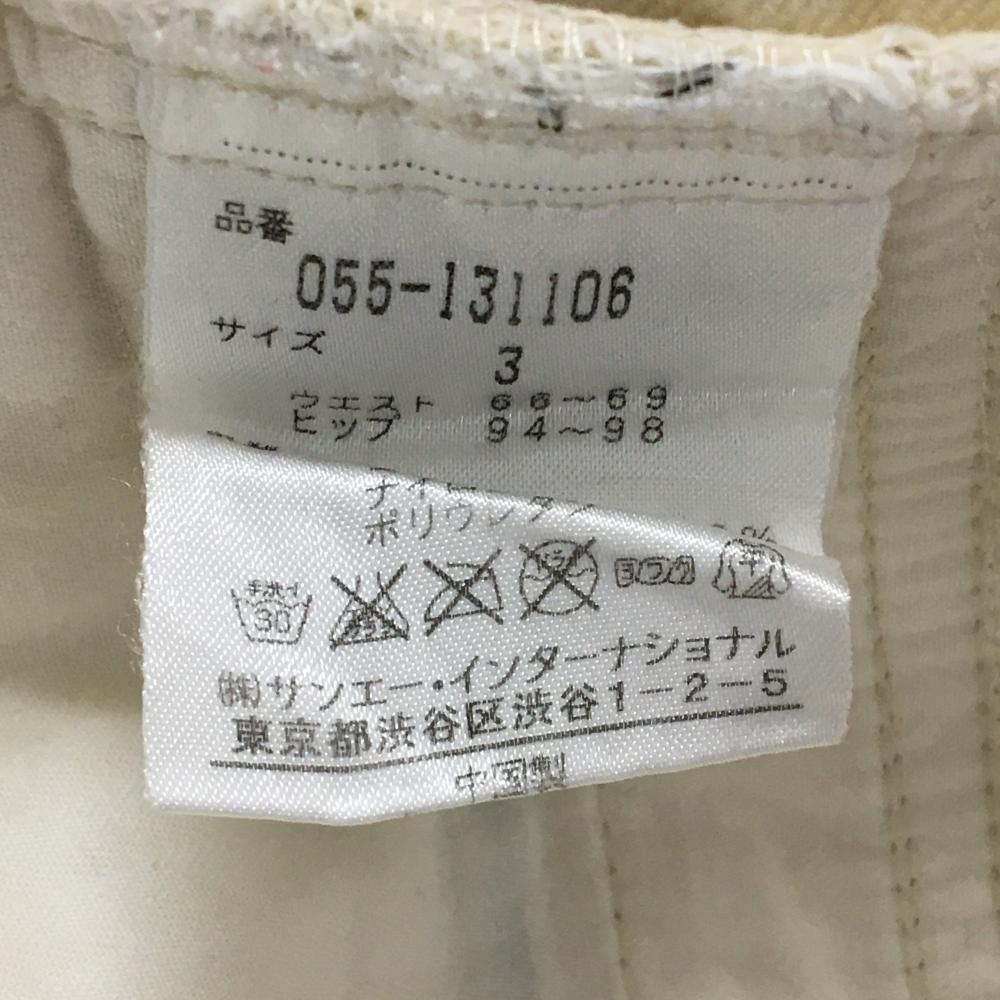 品番
055-131106
サイズ
3
ウエスト 66~69
ヒップ 94~98
ポリウレタン
%
30
ヨワク
㈱サンエー・インターナショナル
東京都渋谷区渋谷1-2-5
中国製